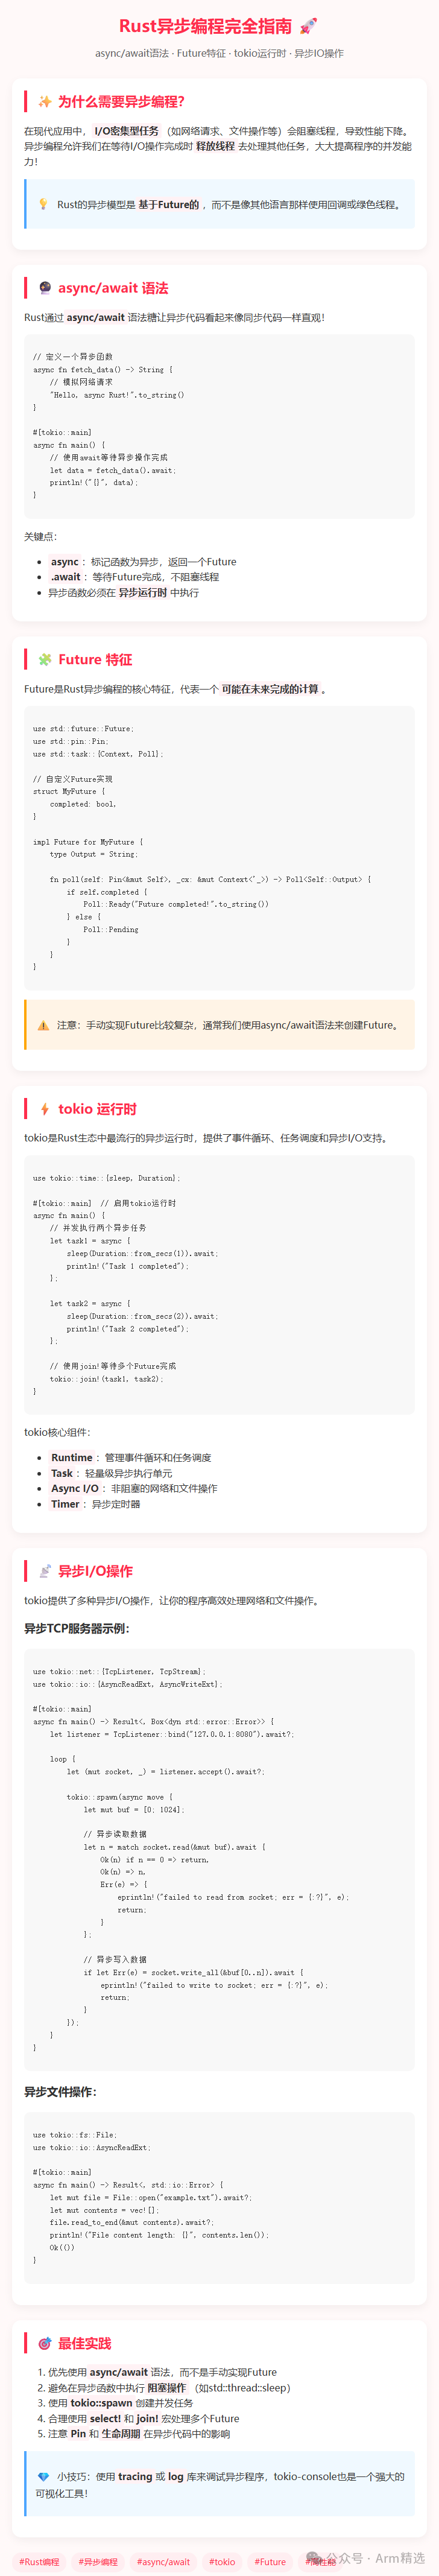 Rust异步编程完全指南 🚀
async/await语法 · Future特征 · tokio运行时 · 异步IO操作
✨ 为什么需要异步编程？
在现代应用中，I/O密集型任务（如网络请求、文件操作等）会阻塞线程，导致性能下降。
异步编程允许我们在等待I/O操作完成时 释放线程 去处理其他任务，大大提高程序的并发能
力！
💡 Rust的异步模型是 基于Future的，而不是像其他语言那样使用回调或绿色线程。
🔮 async/await 语法
Rust通过 async/await 语法糖让异步代码看起来像同步代码一样直观！
// 定义一个异步函数
async fn fetch_data() -> String {
    // 模拟网络请求
    "Hello, async Rust!".to_string()
}
#[tokio::main]
async fn main() {
    // 使用await等待异步操作完成
    let data = fetch_data().await;
    println!("{}", data);
}
关键点：
• async：标记函数为异步，返回一个Future
• .await：等待Future完成，不阻塞线程
• 异步函数必须在 异步运行时 中执行
🧩 Future 特征
Future是Rust异步编程的核心特征，代表一个 可能在未来完成的计算。
use std::future::Future;
use std::pin::Pin;
use std::task::{Context, Poll};
// 自定义Future实现
struct MyFuture {
    completed: bool,
}
impl Future for MyFuture {
    type Output = String;
    fn poll(self: Pin<&mut Self>, _cx: &mut Context<'_>) -> Poll<Self::Output> {
        if self.completed {
            Poll::Ready("Future completed!".to_string())
        } else {
            Poll::Pending
        }
    }
}
⚠️ 注意：手动实现Future比较复杂，通常我们使用async/await语法来创建Future。
⚡ tokio 运行时
tokio是Rust生态中最流行的异步运行时，提供了事件循环、任务调度和异步I/O支持。
use tokio::time::{sleep, Duration};
#[tokio::main]  // 启用tokio运行时
async fn main() {
    // 并发执行两个异步任务
    let task1 = async {
        sleep(Duration::from_secs(1)).await;
        println!("Task 1 completed");
    };
    let task2 = async {
        sleep(Duration::from_secs(2)).await;
        println!("Task 2 completed");
    };
    // 使用join!等待多个Future完成
    tokio::join!(task1, task2);
}
tokio核心组件：
• Runtime：管理事件循环和任务调度
• Task：轻量级异步执行单元
• Async I/O：非阻塞的网络和文件操作
• Timer：异步定时器
📡 异步I/O操作
tokio提供了多种异步I/O操作，让你的程序高效处理网络和文件操作。
异步TCP服务器示例：
use tokio::net::{TcpListener, TcpStream};
use tokio::io::{AsyncReadExt, AsyncWriteExt};
#[tokio::main]
async fn main() -> Result<, Box<dyn std::error::Error>> {
    let listener = TcpListener::bind("127.0.0.1:8080").await?;
    loop {
        let (mut socket, _) = listener.accept().await?;
        tokio::spawn(async move {
            let mut buf = [0; 1024];
            // 异步读取数据
            let n = match socket.read(&mut buf).await {
                Ok(n) if n == 0 => return,
                Ok(n) => n,
                Err(e) => {
                    eprintln!("failed to read from socket; err = {:?}", e);
                    return;
                }
            };
            // 异步写入数据
            if let Err(e) = socket.write_all(&buf[0..n]).await {
                eprintln!("failed to write to socket; err = {:?}", e);
                return;
            }
        });
    }
}
异步文件操作：
use tokio::fs::File;
use tokio::io::AsyncReadExt;
#[tokio::main]
async fn main() -> Result<, std::io::Error> {
    let mut file = File::open("example.txt").await?;
    let mut contents = vec![];
    file.read_to_end(&mut contents).await?;
    println!("File content length: {}", contents.len());
    Ok(())
}
🎯 最佳实践
1. 优先使用 async/await 语法，而不是手动实现Future
2. 避免在异步函数中执行 阻塞操作（如std::thread::sleep）
3. 使用 tokio::spawn 创建并发任务
4. 合理使用 select! 和 join! 宏处理多个Future
5. 注意 Pin 和 生命周期 在异步代码中的影响
💎 小技巧：使用 tracing 或 log 库来调试异步程序，tokio-console也是一个强大的
可视化工具！
#Rust编程 #异步编程 #async/await #tokio #Future #高性能
公众号 · Arm精选